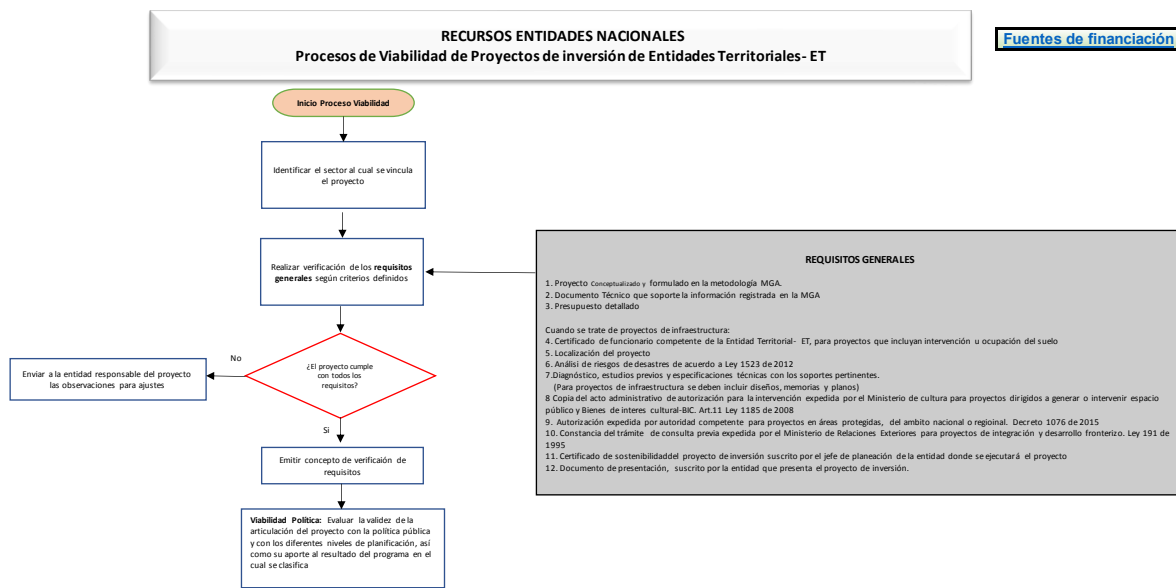 RECURSOS ENTIDADES NACIONALES
Procesos de Viabilidad de Proyectos de inversión de Entidades Territoriales- ET
Fuentes de financiación
Inicio Proceso Viabilidad
Identificar el sector al cual se vincula
el proyecto
Realizar verificación de los requisitos
generales según criterios definidos
¿El proyecto cumple
con todos los
requisitos?
No
Enviar a la entidad responsable del proyecto
las observaciones para ajustes
Si
Emitir concepto de verificaión de
requisitos
Viabilidad Política: Evaluar la validez de la
articulación del proyecto con la política pública
y con los diferentes niveles de planificación, así
como su aporte al resultado del programa en el
cual se clasifica
REQUISITOS GENERALES
1. Proyecto Conceptualizado y formulado en la metodología MGA.
2. Documento Técnico que soporte la información registrada en la MGA
3. Presupuesto detallado
Cuando se trate de proyectos de infraestructura:
4. Certificado de funcionario competente de la Entidad Territorial- ET, para proyectos que incluyan intervención u ocupación del suelo
5. Localización del proyecto
6. Análisi de riesgos de desastres de acuerdo a Ley 1523 de 2012
7.Diagnóstico, estudios previos y especificaciones técnicas con los soportes pertinentes.
(Para proyectos de infraestructura se deben incluir diseños, memorias y planos)
8 Copia del acto administrativo de autorización para la intervención expedida por el Ministerio de cultura para proyectos dirigidos a generar o intervenir espacio
público y Bienes de interes cultural-BIC. Art.11 Ley 1185 de 2008
9. Autorización expedida por autoridad competente para proyectos en áreas protegidas, del ambito nacional o regoinal. Decreto 1076 de 2015
10. Constancia del trámite de consulta previa expedida por el Ministerio de Relaciones Exteriores para proyectos de integración y desarrollo fronterizo. Ley 191 de
1995
11. Certificado de sostenibilidaddel proyecto de inversión suscrito por el jefe de planeación de la entidad donde se ejecutará el proyecto
12. Documento de presentación, suscrito por la entidad que presenta el proyecto de inversión.